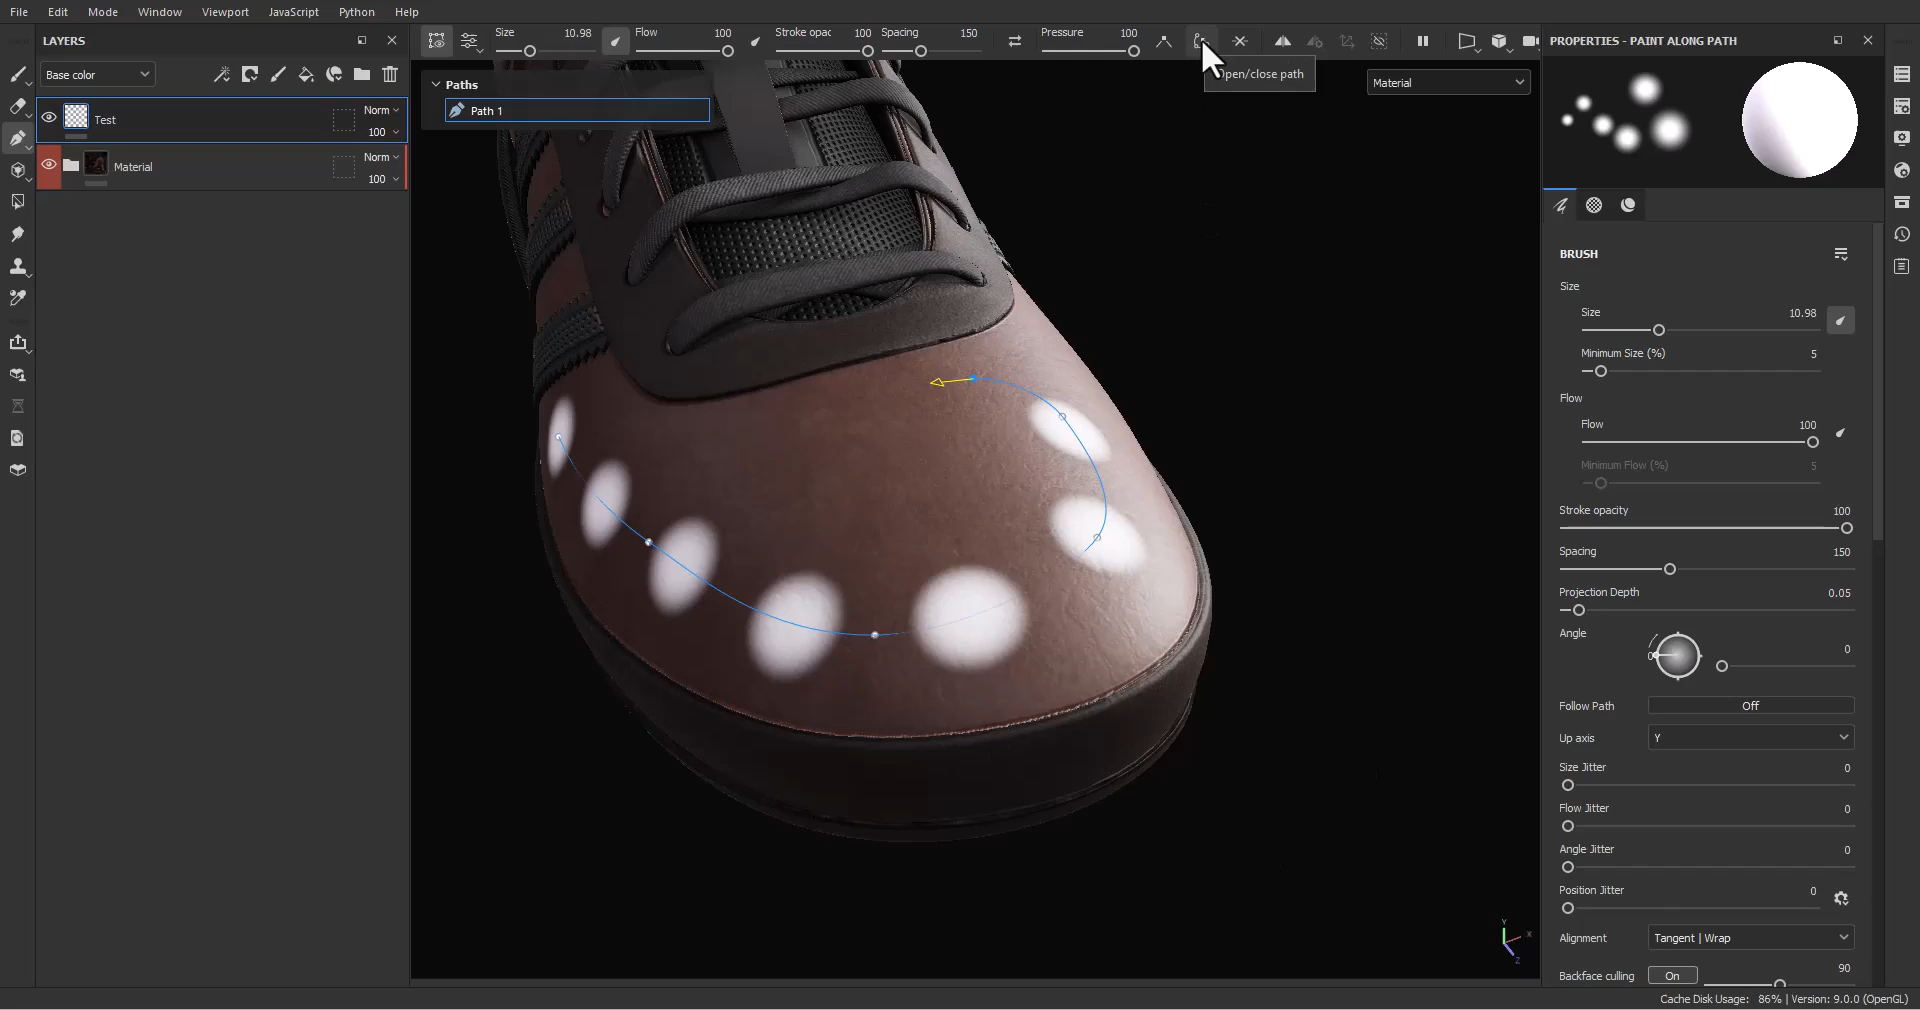 File Edit Mode Window Viewport JavaScript Python Help
LAYERS
Size 10.98 Flow 100 Stroke opac 100 Spacing 150 Pressure 100
PROPERTIES - PAINT ALONG PATH
Base color
Paths
Open/close path
Material
Path 1
Test Norm
100
Material Norm
100
BRUSH
Size
Size 10.98
Minimum Size (%) 5
Flow
Flow 100
Minimum Flow (%) 5
Stroke opacity 100
Spacing 150
Projection Depth 0.05
Angle 0
0
Follow Path Off
Up axis Y
Size Jitter 0
Flow Jitter 0
Angle Jitter 0
Position Jitter 0
Alignment Tangent | Wrap
Backface culling On 90
Y
X
Z
Cache Disk Usage: 86% | Version: 9.0.0 (OpenGL)